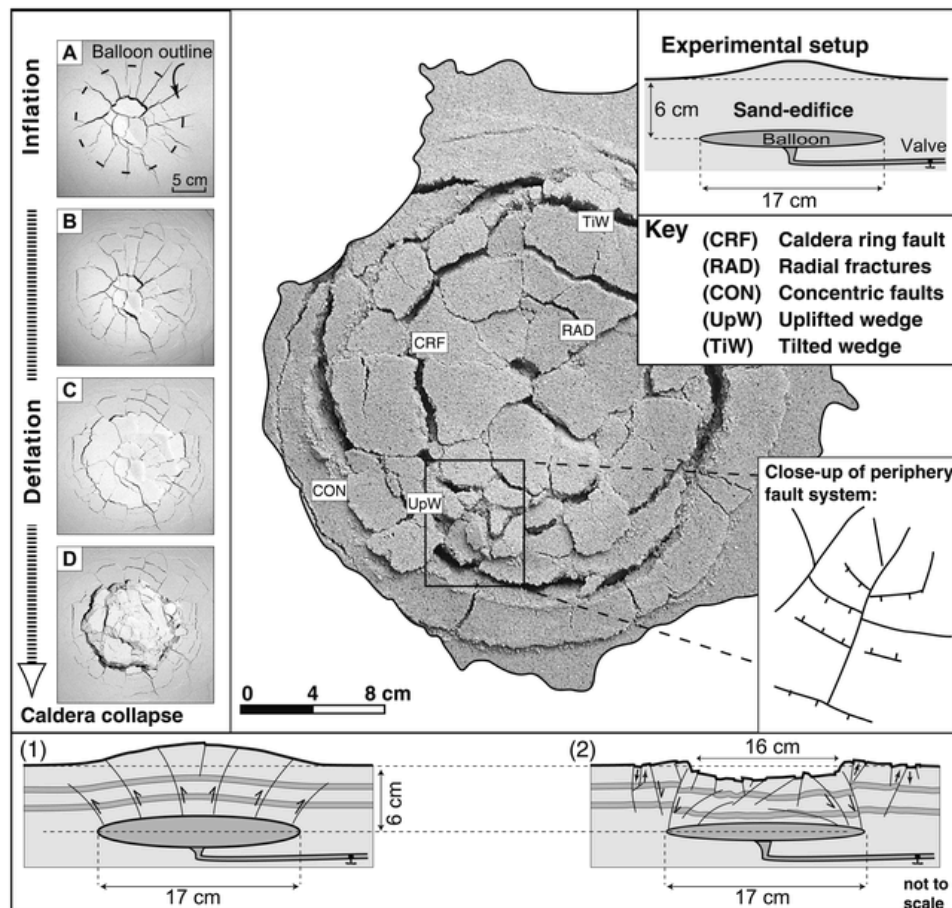 Inflation
Deflation
A
Balloon outline
5 cm
B
C
D
Caldera collapse
TiW
RAD
CRF
CON
UpW
0 4 8 cm
Experimental setup
6 cm
Sand-edifice
Balloon
Valve
17 cm
Key
(CRF) Caldera ring fault
(RAD) Radial fractures
(CON) Concentric faults
(UpW) Uplifted wedge
(TiW) Tilted wedge
Close-up of periphery
fault system:
(1)
6 cm
17 cm
(2)
16 cm
17 cm
not to
scale